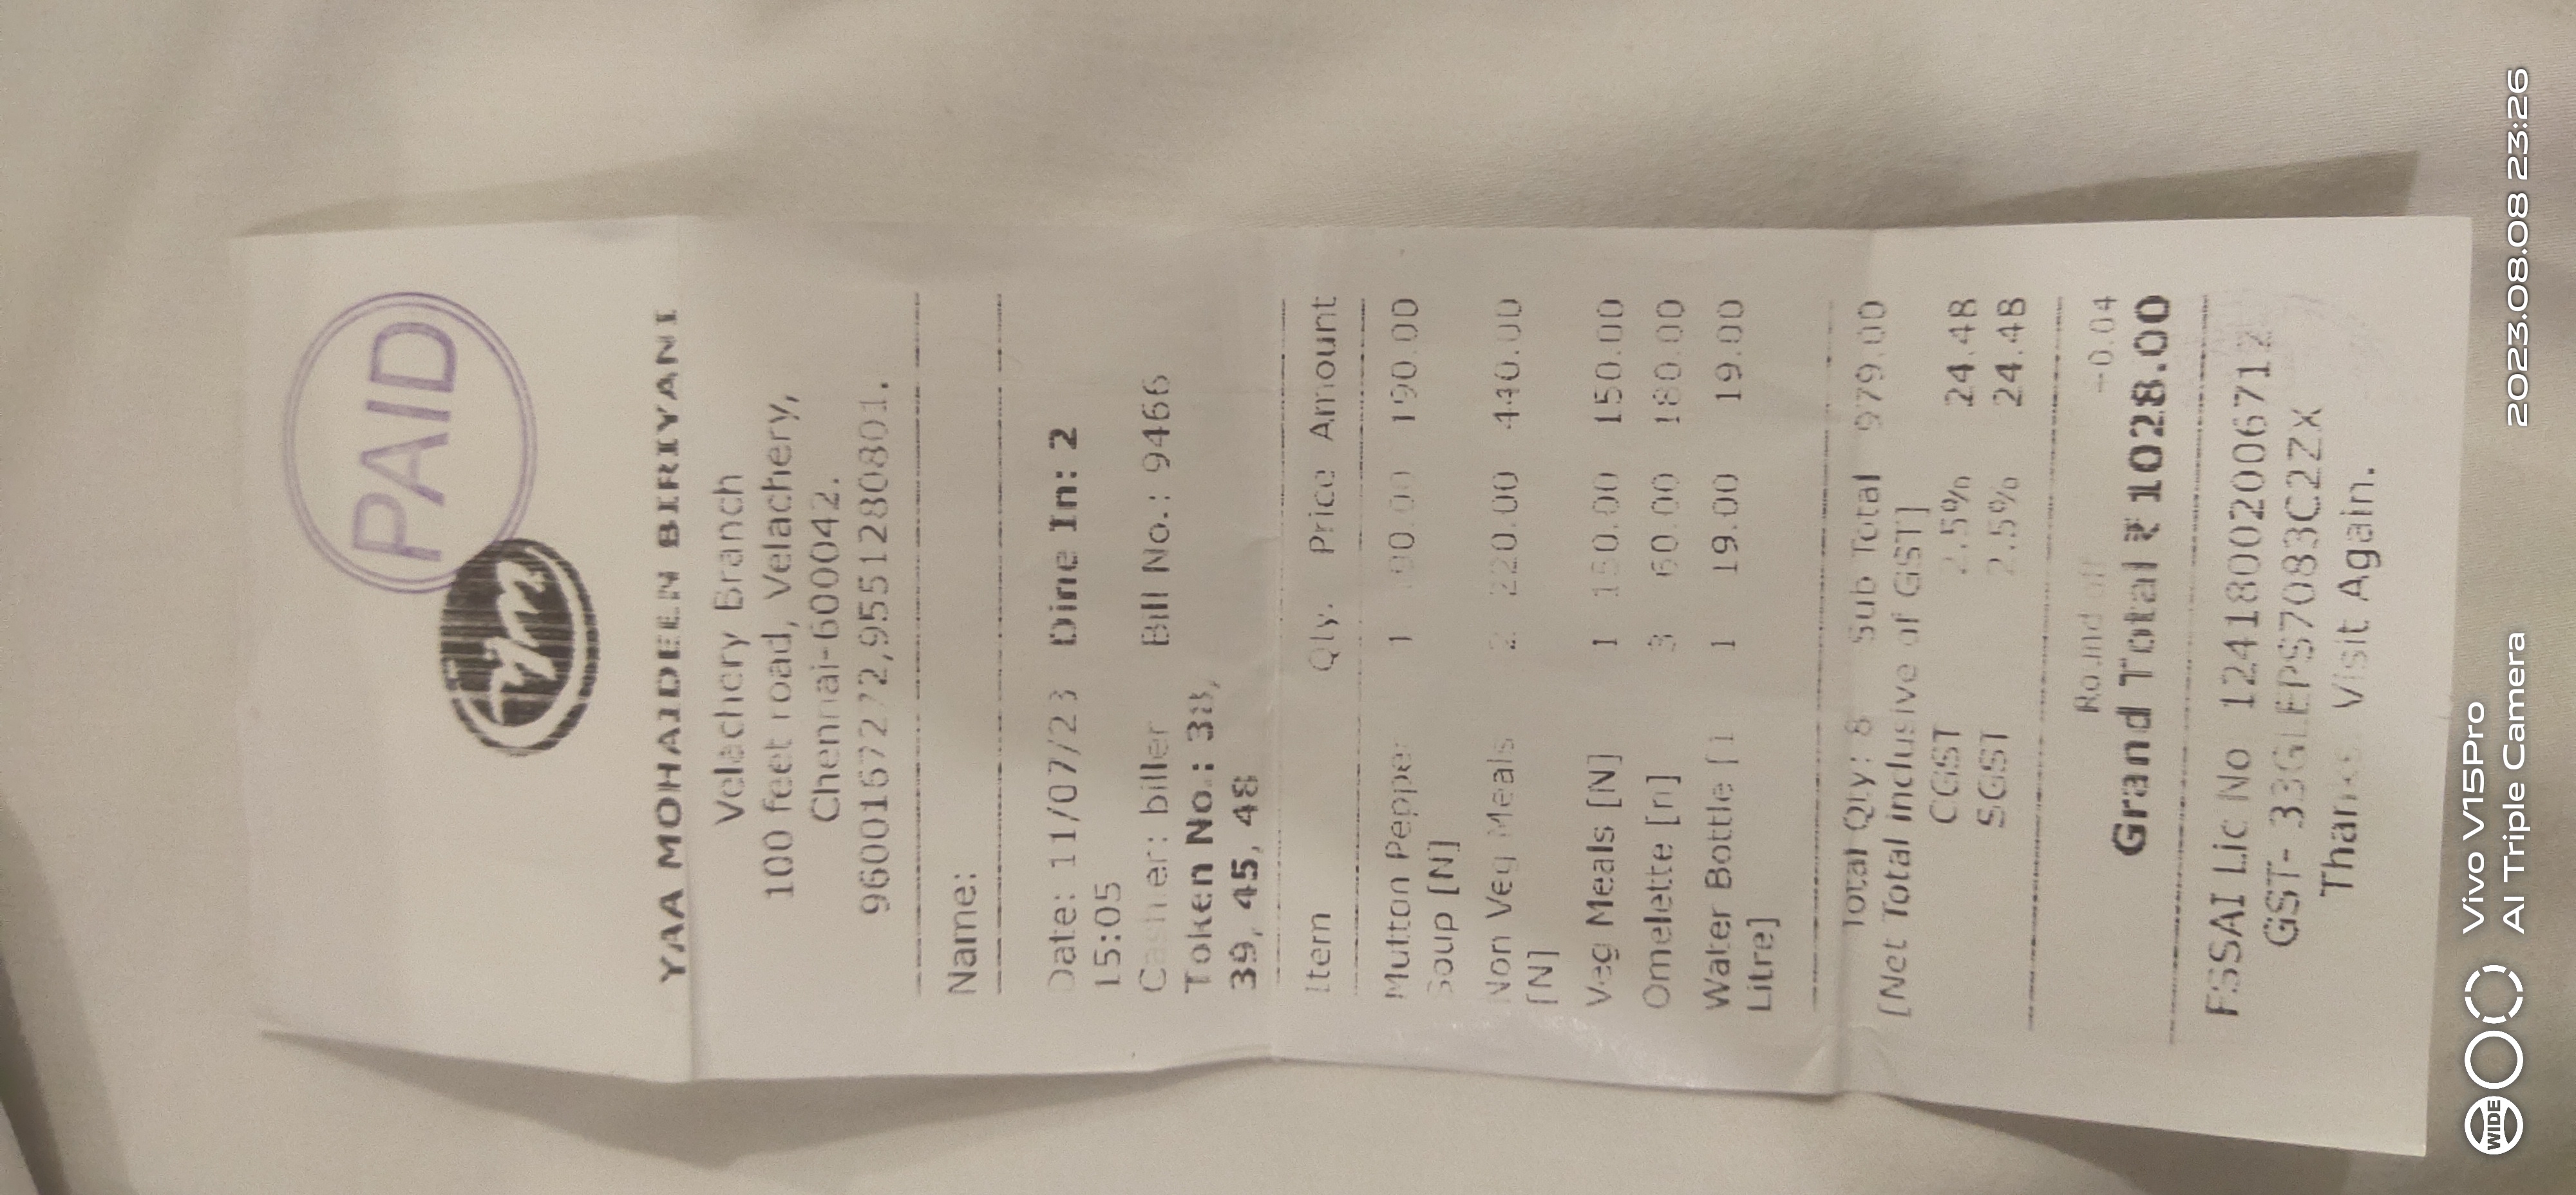 PAID
ym
YAA MOHAIDEEN BIRIYANI
Velachery Branch
100 feet road, Velachery,
Chennai-600042.
9600167272,9551280801.
Name:
Date: 11/07/23 Dine In: 2
15:05
Cashier: biller Bill No.: 9466
Token No.: 38,
39, 45, 48
Item Qty. Price Amount
Mutton Pepper 1 190.00 190.00
Soup [N]
Non Veg Meals 2 220.00 440.00
[N]
Veg Meals [N] 1 150.00 150.00
Omelette [n] 3 60.00 180.00
Water Bottle [1 1 19.00 19.00
Litre]
Total Qty: 8 Sub Total 979.00
[Net Total inclusive of GST]
CGST 2.5% 24.48
SGST 2.5% 24.48
Round off -0.04
Grand Total ₹ 1028.00
FSSAI Lic No 12418002006712
GST- 33GLEPS7083C2ZX
Thanks Visit Again.
WIDE
Vivo V15Pro
AI Triple Camera
2023.08.08 23:26